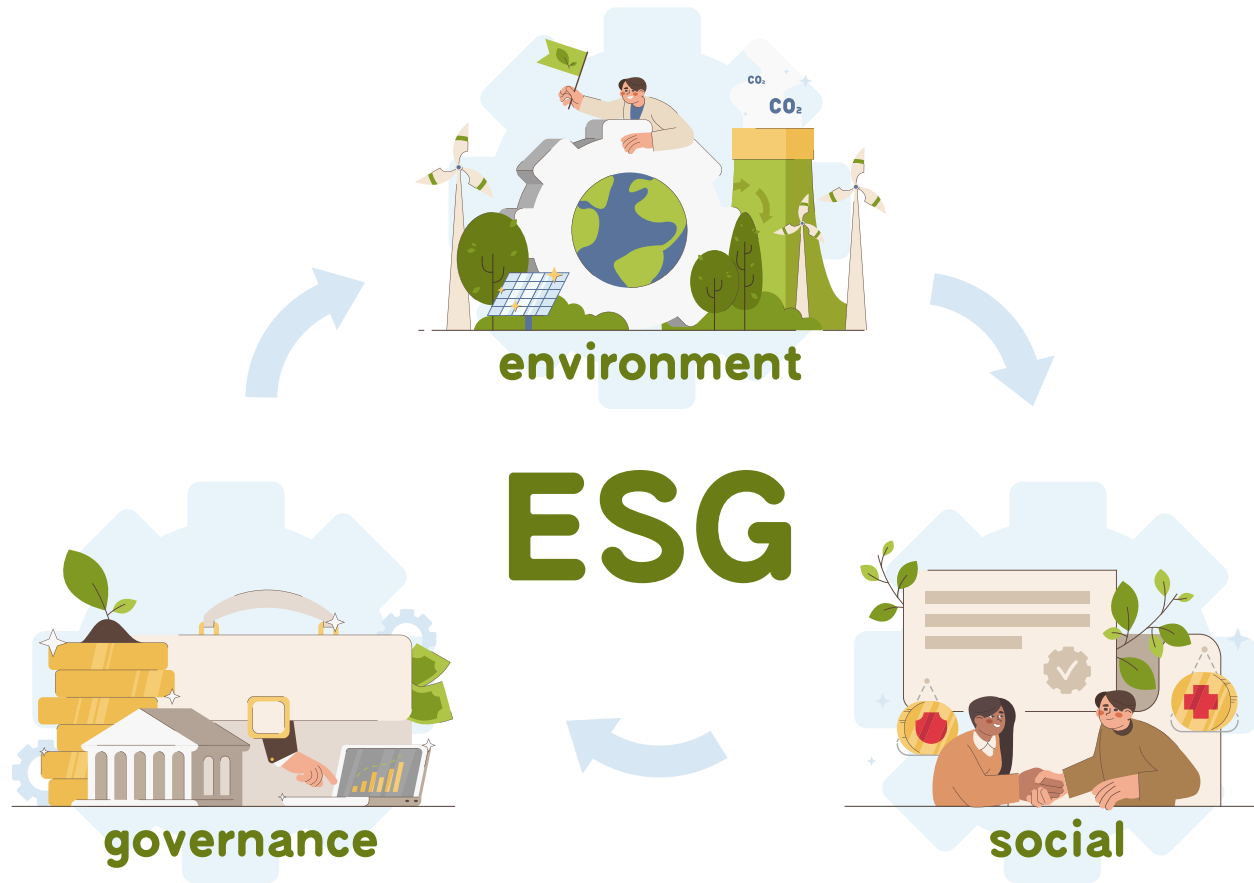 CO₂
CO₂
environment
ESG
governance
social